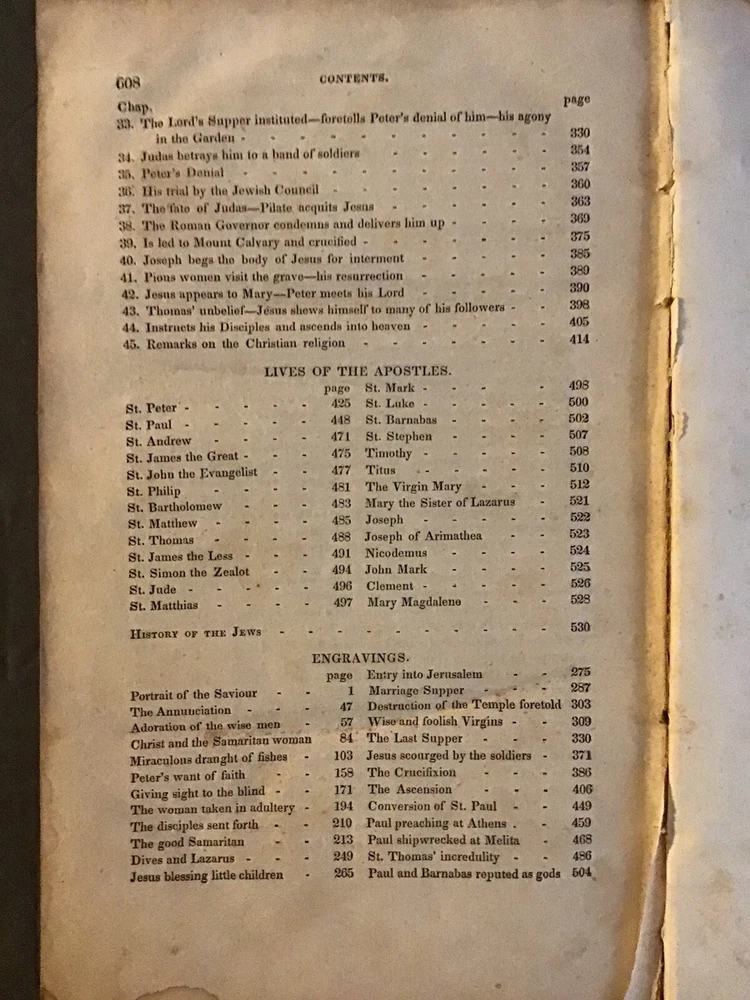 608 CONTENTS.
Chap. page
33. The Lord's Supper instituted—foretells Peter's denial of him—his agony
in the Garden - - - - - - - - - - - 330
34. Judas betrays him to a band of soldiers - - - - - - 354
35. Peter's Denial - - - - - - - - - - - 357
36. His trial by the Jewish Council - - - - - - - - 360
37. The fate of Judas—Pilate acquits Jesus - - - - - - 363
38. The Roman Governor condemns and delivers him up - - - - 369
39. Is led to Mount Calvary and crucified - - - - - - - 375
40. Joseph begs the body of Jesus for interment - - - - - 385
41. Pious women visit the grave—his resurrection - - - - - 389
42. Jesus appears to Mary—Peter meets his Lord - - - - - 390
43. Thomas' unbelief—Jesus shews himself to many of his followers - - 398
44. Instructs his Disciples and ascends into heaven - - - - - 405
45. Remarks on the Christian religion - - - - - - - 414
LIVES OF THE APOSTLES.
page
St. Peter - - - - - 425
St. Paul - - - - - 448
St. Andrew - - - - 471
St. James the Great - - - 475
St. John the Evangelist - - 477
St. Philip - - - - 481
St. Bartholomew - - - 483
St. Matthew - - - - 485
St. Thomas - - - - 488
St. James the Less - - - 491
St. Simon the Zealot - - 494
St. Jude - - - - - 496
St. Matthias - - - - 497
St. Mark - - - - 498
St. Luke - - - - - 500
St. Barnabas - - - - 502
St. Stephen - - - - 507
Timothy - - - - - 508
Titus - - - - - 510
The Virgin Mary - - - 512
Mary the Sister of Lazarus - 521
Joseph - - - - - 522
Joseph of Arimathea - - 523
Nicodemus - - - - 524
John Mark - - - - 525
Clement - - - - - 526
Mary Magdalene - - - 528
HISTORY OF THE JEWS - - - - - - - - - - 530
ENGRAVINGS.
page
Portrait of the Saviour - - 1
The Annunciation - - - 47
Adoration of the wise men - 57
Christ and the Samaritan woman 84
Miraculous draught of fishes - 103
Peter's want of faith - - 158
Giving sight to the blind - - 171
The woman taken in adultery - 194
The disciples sent forth - - 210
The good Samaritan - - 213
Dives and Lazarus - - - 249
Jesus blessing little children - 265
Entry into Jerusalem - - 275
Marriage Supper - - - 287
Destruction of the Temple foretold 303
Wise and foolish Virgins - - 309
The Last Supper - - - 330
Jesus scourged by the soldiers - 371
The Crucifixion - - - 386
The Ascension - - - 406
Conversion of St. Paul - - 449
Paul preaching at Athens . - 459
Paul shipwrecked at Melita - 468
St. Thomas' incredulity - - 486
Paul and Barnabas reputed as gods 504